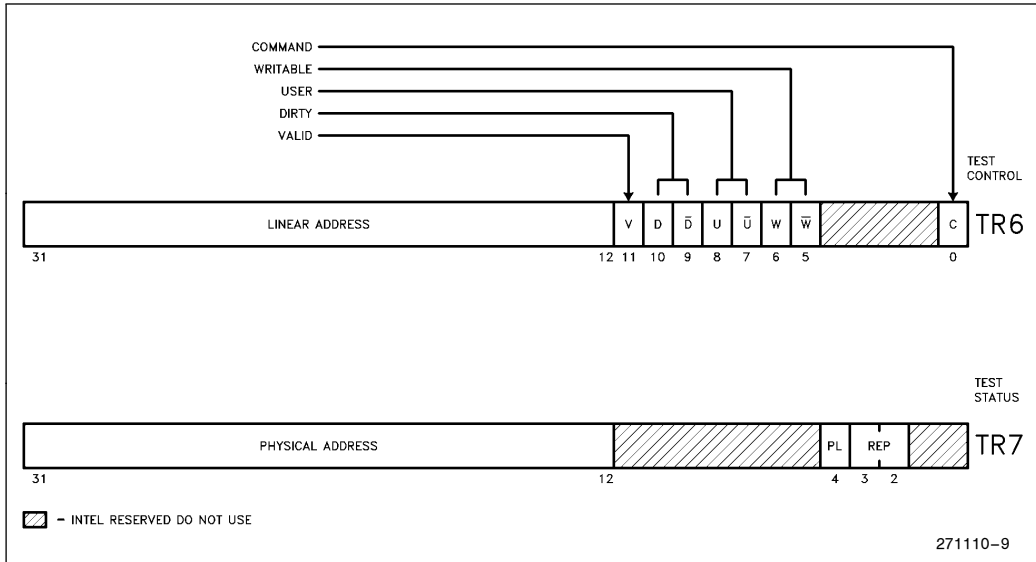 COMMAND
WRITABLE
USER
DIRTY
VALID
TEST
CONTROL
LINEAR ADDRESS V D D̅ U U̅ W W̅ C TR6
31 12 11 10 9 8 7 6 5 0
TEST
STATUS
PHYSICAL ADDRESS PL REP TR7
31 12 4 3 2
– INTEL RESERVED DO NOT USE
271110–9